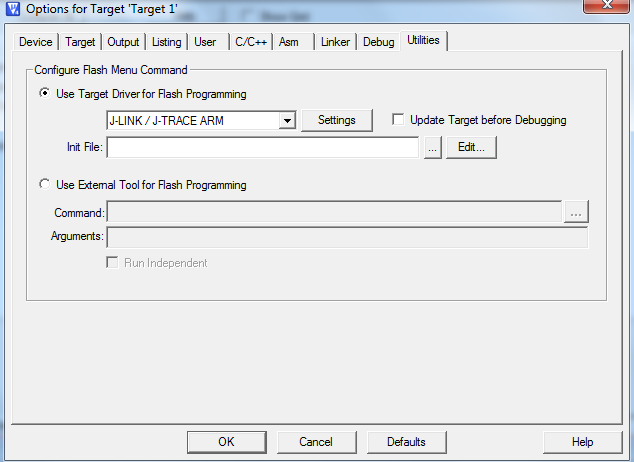 Options for Target 'Target 1'
Device Target Output Listing User C/C++ Asm Linker Debug Utilities
Configure Flash Menu Command
Use Target Driver for Flash Programming
J-LINK / J-TRACE ARM Settings Update Target before Debugging
Init File: ... Edit...
Use External Tool for Flash Programming
Command: ...
Arguments:
Run Independent
OK Cancel Defaults Help